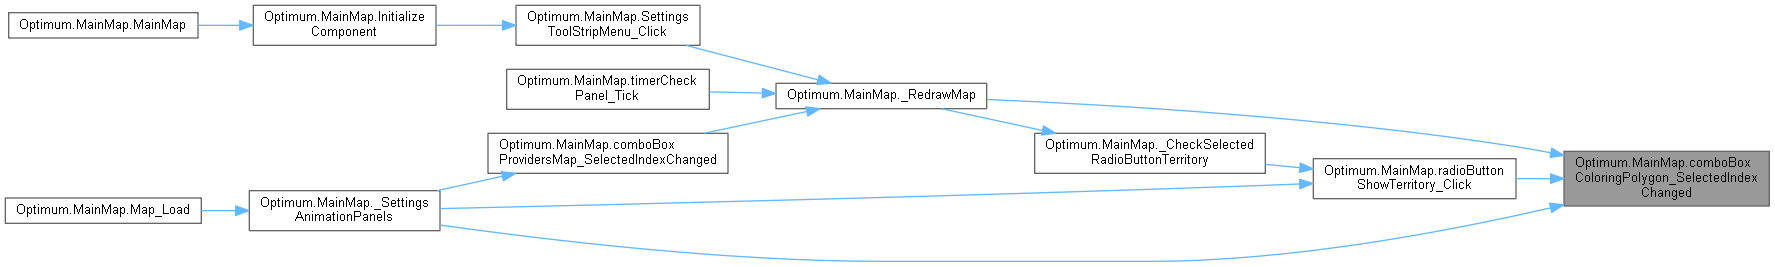 Optimum.MainMap.MainMap
Optimum.MainMap.Initialize
Component
Optimum.MainMap.Settings
ToolStripMenu_Click
Optimum.MainMap.timerCheck
Panel_Tick
Optimum.MainMap._RedrawMap
Optimum.MainMap.comboBox
ProvidersMap_SelectedIndexChanged
Optimum.MainMap._CheckSelected
RadioButtonTerritory
Optimum.MainMap.radioButton
ShowTerritory_Click
Optimum.MainMap.comboBox
ColoringPolygon_SelectedIndex
Changed
Optimum.MainMap.Map_Load
Optimum.MainMap._Settings
AnimationPanels